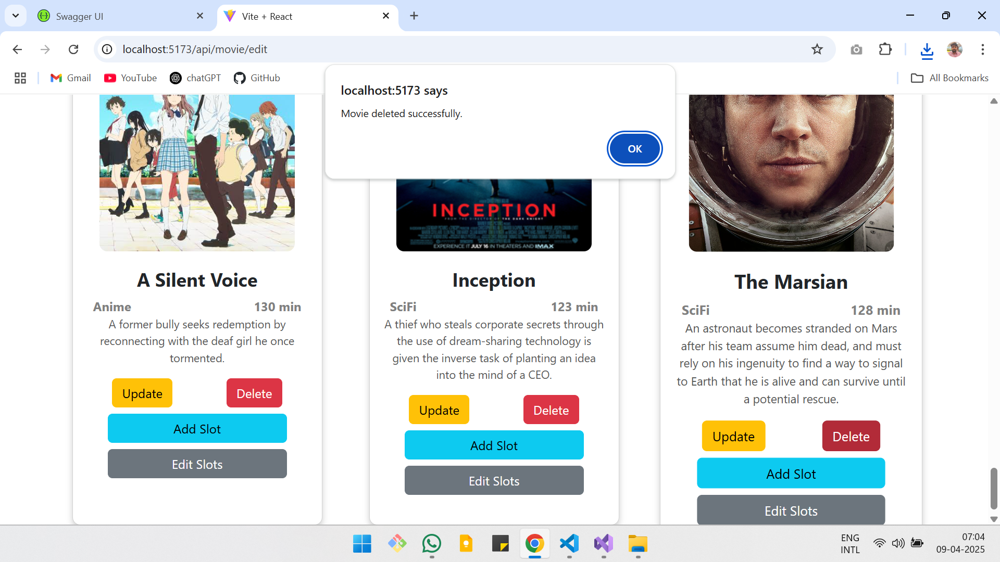 Swagger UI
Vite + React
localhost:5173/api/movie/edit
Gmail
YouTube
chatGPT
GitHub
All Bookmarks
localhost:5173 says
Movie deleted successfully.
OK
INCEPTION
FROM THE DIRECTOR OF THE DARK KNIGHT
EXPERIENCE IT JULY 16 IN THEATERS AND IMAX
A Silent Voice
Anime 130 min
A former bully seeks redemption by
reconnecting with the deaf girl he once
tormented.
Update Delete
Add Slot
Edit Slots
Inception
SciFi 123 min
A thief who steals corporate secrets through
the use of dream-sharing technology is
given the inverse task of planting an idea
into the mind of a CEO.
Update Delete
Add Slot
Edit Slots
The Marsian
SciFi 128 min
An astronaut becomes stranded on Mars
after his team assume him dead, and must
rely on his ingenuity to find a way to signal
to Earth that he is alive and can survive until
a potential rescue.
Update Delete
Add Slot
Edit Slots
ENG
INTL
07:04
09-04-2025